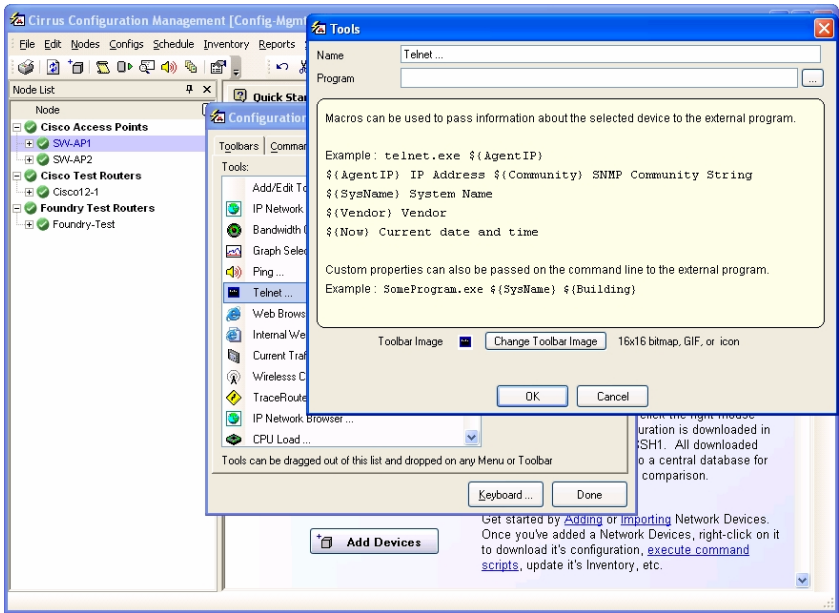 Cirrus Configuration Management [Config-Mgmt
File Edit Nodes Configs Schedule Inventory Reports
Node List
Node
Cisco Access Points
SW-AP1
SW-AP2
Cisco Test Routers
Cisco12-1
Foundry Test Routers
Foundry-Test
Quick Star
Configuration
Toolbars Comman
Tools:
Add/Edit To
IP Network
Bandwidth
Graph Selec
Ping ...
Telnet ...
Web Brows
Internal We
Current Traf
Wirelesss C
TraceRoute
IP Network Browser ...
CPU Load ...
Tools can be dragged out of this list and dropped on any Menu or Toolbar
Keyboard ... Done
Tools
Name Telnet ...
Program ...
Macros can be used to pass information about the selected device to the external program.
Example : telnet.exe ${AgentIP}
${AgentIP} IP Address ${Community} SNMP Community String
${SysName} System Name
${Vendor} Vendor
${Now} Current date and time
Custom properties can also be passed on the command line to the external program.
Example : SomeProgram.exe ${SysName} ${Building}
Toolbar Image Change Toolbar Image 16x16 bitmap, GIF, or icon
OK Cancel
click the right mouse
uration is downloaded in
SSH1. All downloaded
o a central database for
comparison.
Add Devices
Get started by Adding or Importing Network Devices.
Once you've added a Network Devices, right-click on it
to download it's configuration, execute command
scripts, update it's Inventory, etc.